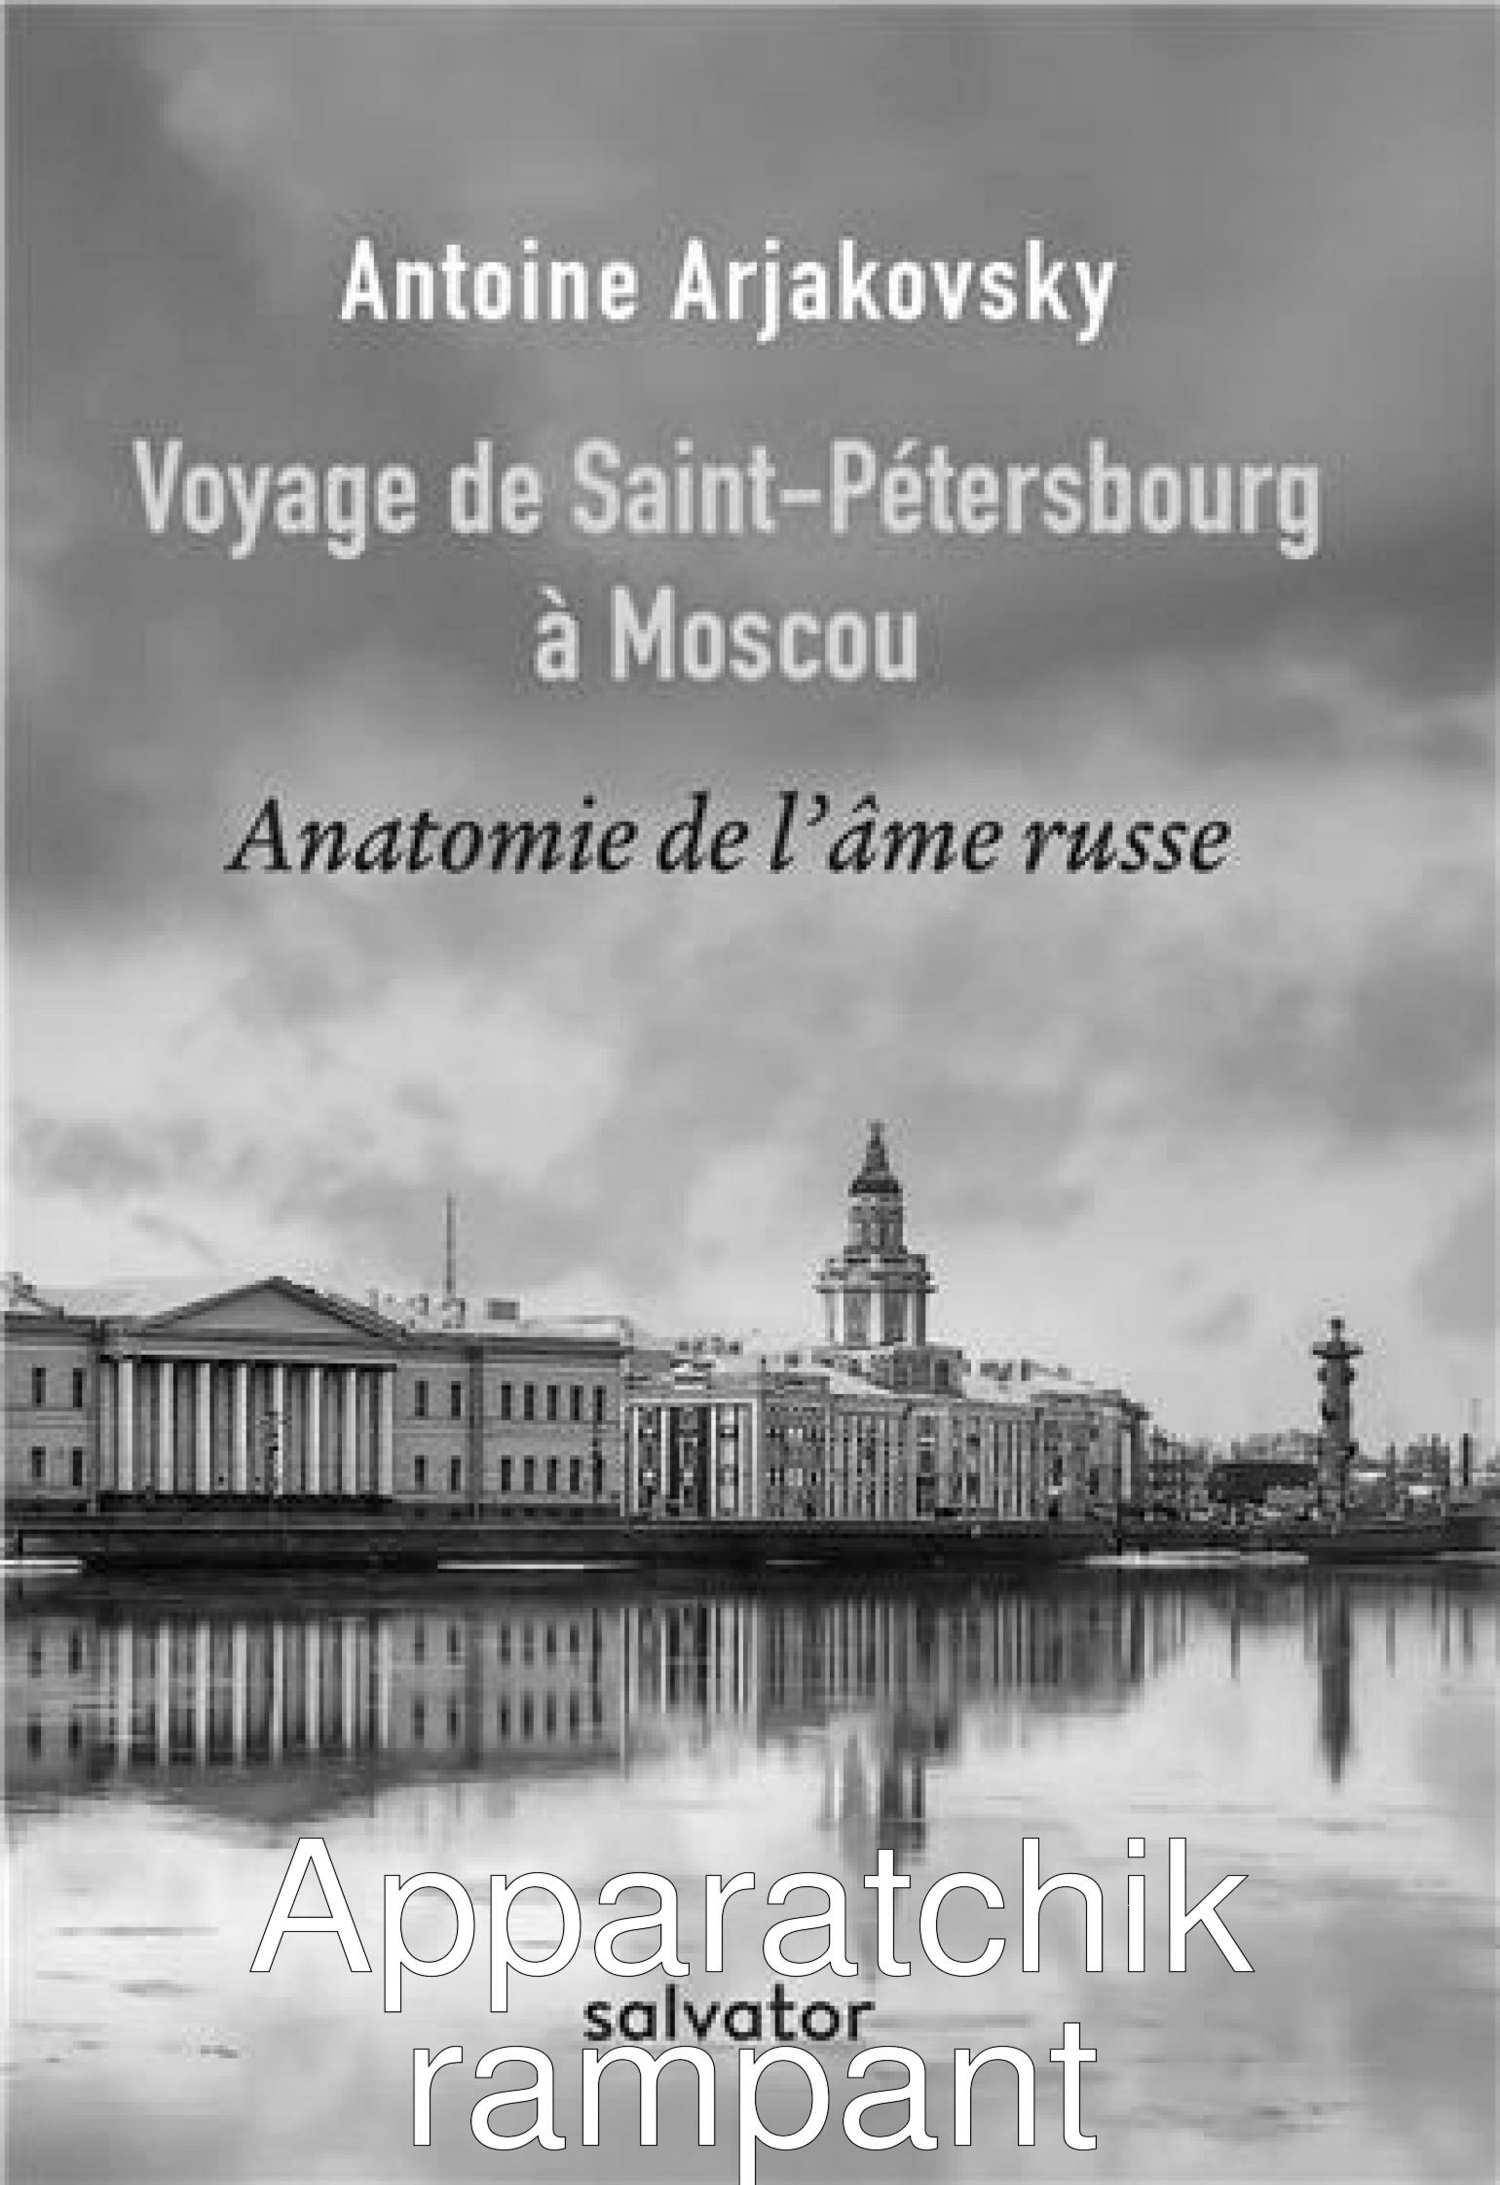 Antoine Arjakovsky
Voyage de Saint-Pétersbourg
à Moscou
Anatomie de l'âme russe
Apparatchik
salvator
rampant